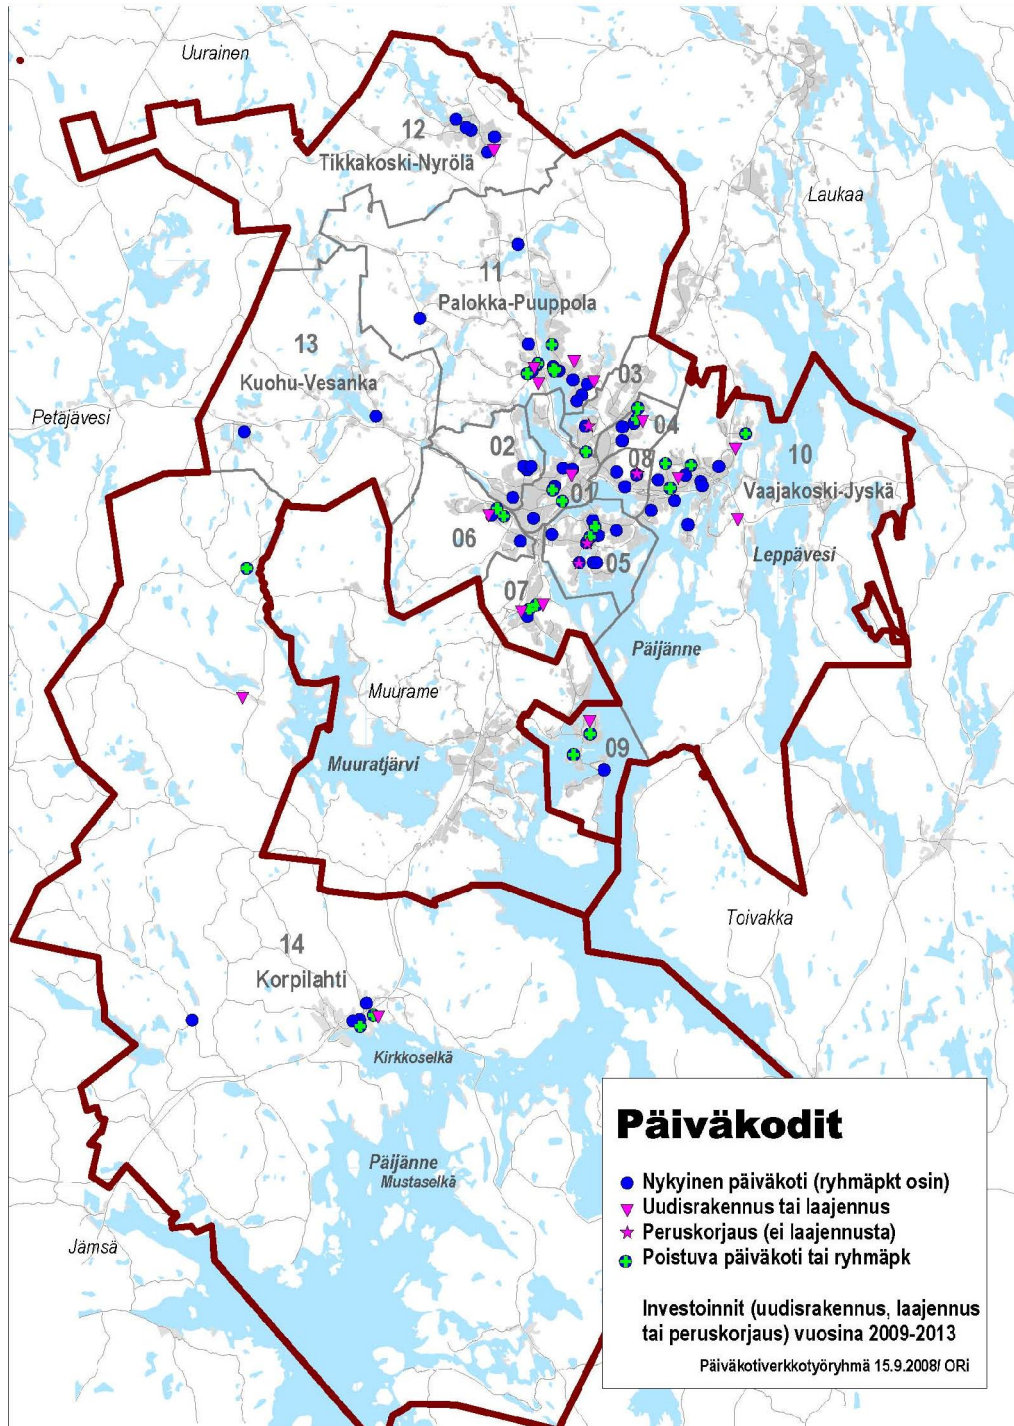 Uurainen
12
Tikkakoski-Nyrölä
Laukaa
11
Palokka-Puuppola
13
Kuohu-Vesanka
03
Petäjävesi
04
02
08
10
01
Vaajakoski-Jyskä
06
05
Leppävesi
07
Päijänne
Muurame
09
Muuratjärvi
Toivakka
14
Korpilahti
Kirkkoselkä
Päijänne
Mustaselkä
Jämsä
Päiväkodit
Nykyinen päiväkoti (ryhmäpkt osin)
Uudisrakennus tai laajennus
Peruskorjaus (ei laajennusta)
Poistuva päiväkoti tai ryhmäpk
Investoinnit (uudisrakennus, laajennus
tai peruskorjaus) vuosina 2009-2013
Päiväkotiverkkotyöryhmä 15.9.2008/ ORi